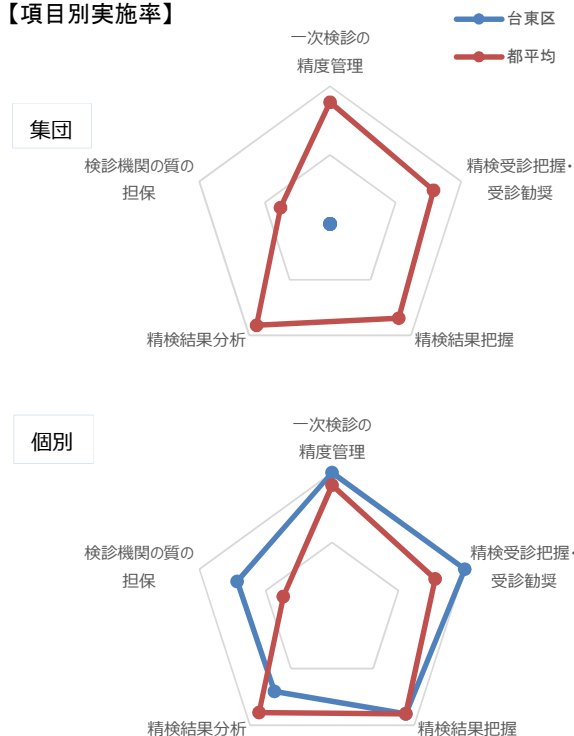 【項目別実施率】
台東区
都平均
集団
一次検診の
精度管理
精検受診把握・
受診勧奨
精検結果把握
精検結果分析
検診機関の質の
担保
個別
一次検診の
精度管理
精検受診把握・
受診勧奨
精検結果把握
精検結果分析
検診機関の質の
担保